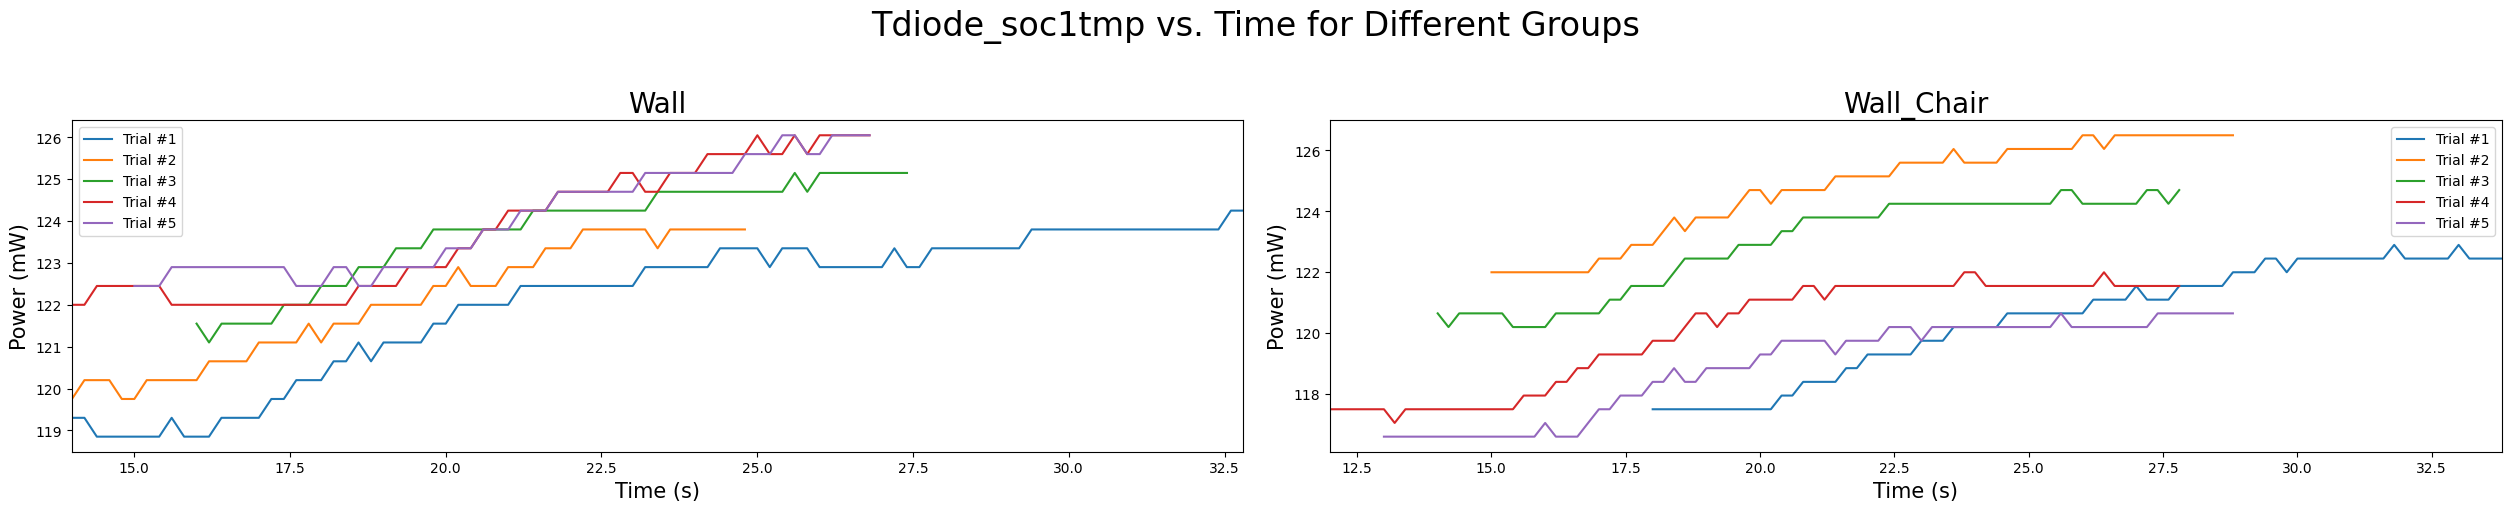 Tdiode_soc1tmp vs. Time for Different Groups
Wall
126
125
124
123
122
121
120
119
Power (mW)
Trial #1
Trial #2
Trial #3
Trial #4
Trial #5
15.0 17.5 20.0 22.5 25.0 27.5 30.0 32.5
Time (s)
Wall_Chair
126
124
122
120
118
Power (mW)
Trial #1
Trial #2
Trial #3
Trial #4
Trial #5
12.5 15.0 17.5 20.0 22.5 25.0 27.5 30.0 32.5
Time (s)